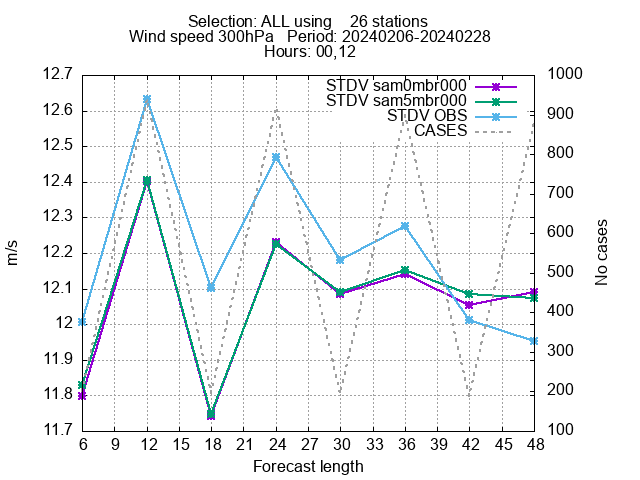 Selection: ALL using    26 stations
Wind speed 300hPa   Period: 20240206-20240228
Hours: 00,12
STDV sam0mbr000
STDV sam5mbr000
STDV OBS
CASES
12.7
12.6
12.5
12.4
12.3
12.2
12.1
12
11.9
11.8
11.7
m/s
1000
900
800
700
600
500
400
300
200
100
No cases
6 9 12 15 18 21 24 27 30 33 36 39 42 45 48
Forecast length